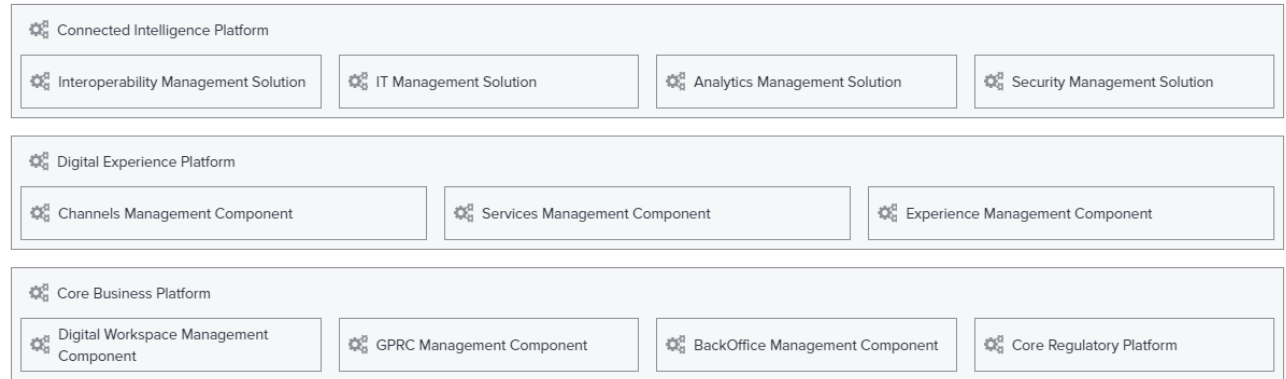 Connected Intelligence Platform
Interoperability Management Solution
IT Management Solution
Analytics Management Solution
Security Management Solution
Digital Experience Platform
Channels Management Component
Services Management Component
Experience Management Component
Core Business Platform
Digital Workspace Management
Component
GPRC Management Component
BackOffice Management Component
Core Regulatory Platform